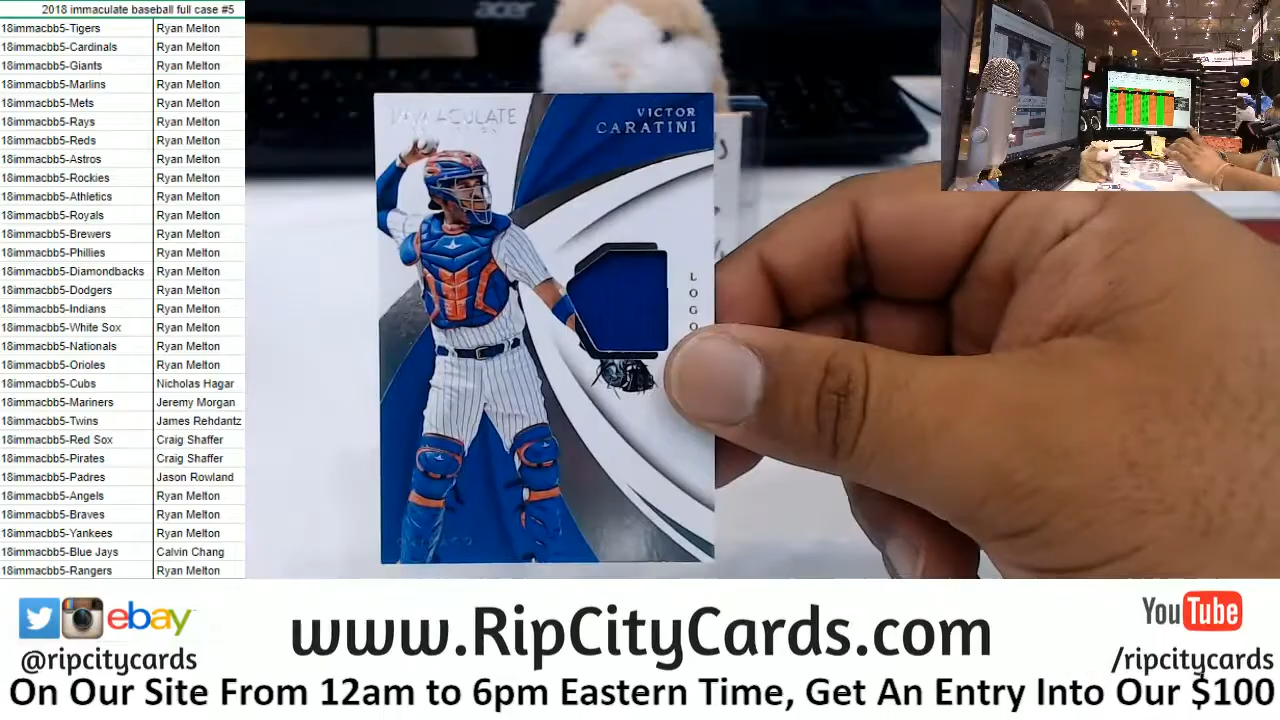 2018 immaculate baseball full case #5
18immacbb5-Tigers Ryan Melton
18immacbb5-Cardinals Ryan Melton
18immacbb5-Giants Ryan Melton
18immacbb5-Marlins Ryan Melton
18immacbb5-Mets Ryan Melton
18immacbb5-Rays Ryan Melton
18immacbb5-Reds Ryan Melton
18immacbb5-Astros Ryan Melton
18immacbb5-Rockies Ryan Melton
18immacbb5-Athletics Ryan Melton
18immacbb5-Royals Ryan Melton
18immacbb5-Brewers Ryan Melton
18immacbb5-Phillies Ryan Melton
18immacbb5-Diamondbacks Ryan Melton
18immacbb5-Dodgers Ryan Melton
18immacbb5-Indians Ryan Melton
18immacbb5-White Sox Ryan Melton
18immacbb5-Nationals Ryan Melton
18immacbb5-Orioles Ryan Melton
18immacbb5-Cubs Nicholas Hagar
18immacbb5-Mariners Jeremy Morgan
18immacbb5-Twins James Rehdantz
18immacbb5-Red Sox Craig Shaffer
18immacbb5-Pirates Craig Shaffer
18immacbb5-Padres Jason Rowland
18immacbb5-Angels Ryan Melton
18immacbb5-Braves Ryan Melton
18immacbb5-Yankees Ryan Melton
18immacbb5-Blue Jays Calvin Chang
18immacbb5-Rangers Ryan Melton
acer
IMMACULATE
VICTOR
CARATINI
LOGO
ebay
@ripcitycards
www.RipCityCards.com
YouTube
/ripcitycards
On Our Site From 12am to 6pm Eastern Time, Get An Entry Into Our $100